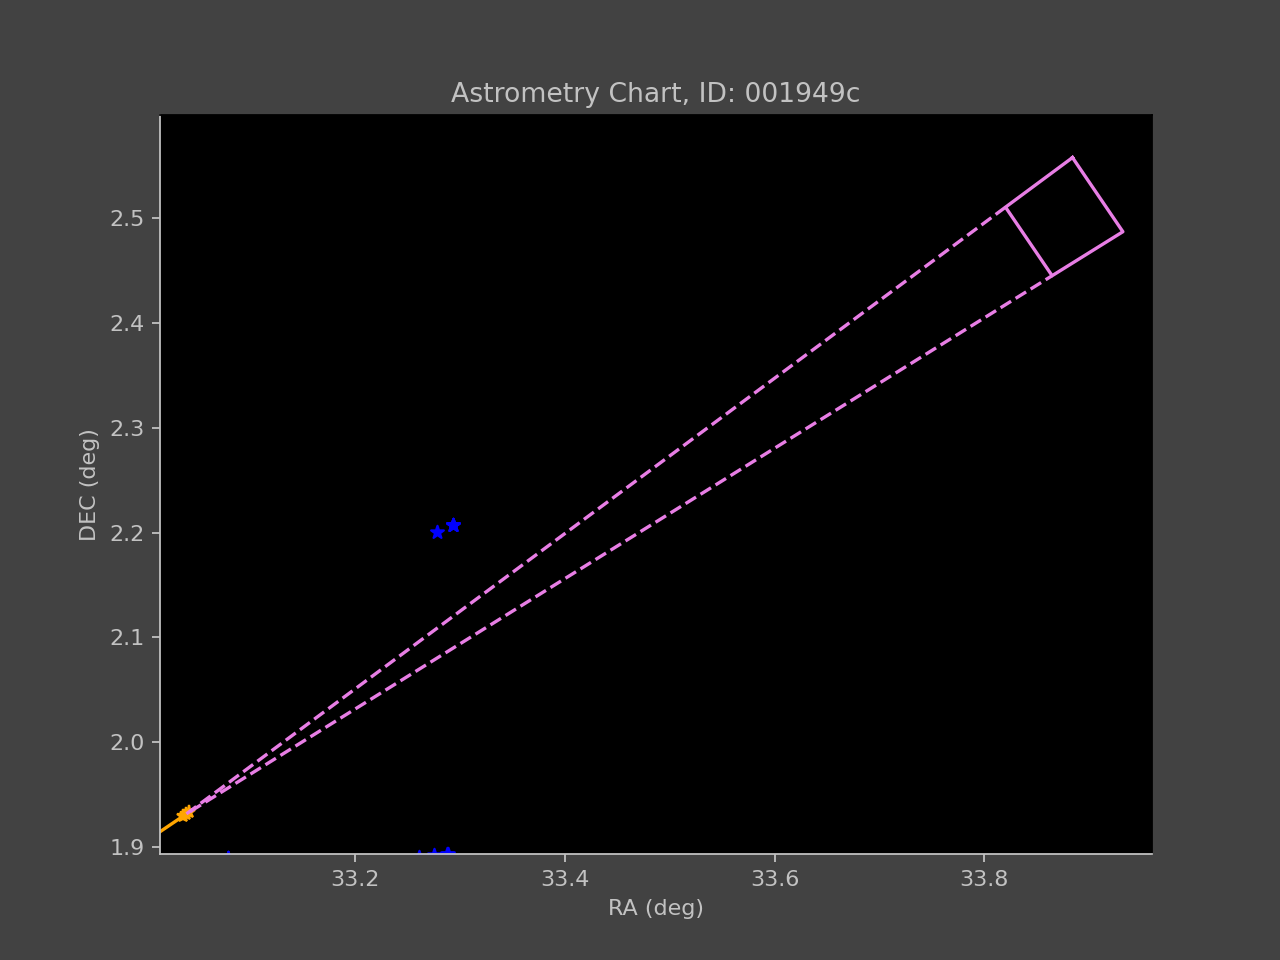 Astrometry Chart, ID: 001949c
2.5
2.4
2.3
2.2
2.1
2.0
1.9
DEC (deg)
33.2 33.4 33.6 33.8
RA (deg)